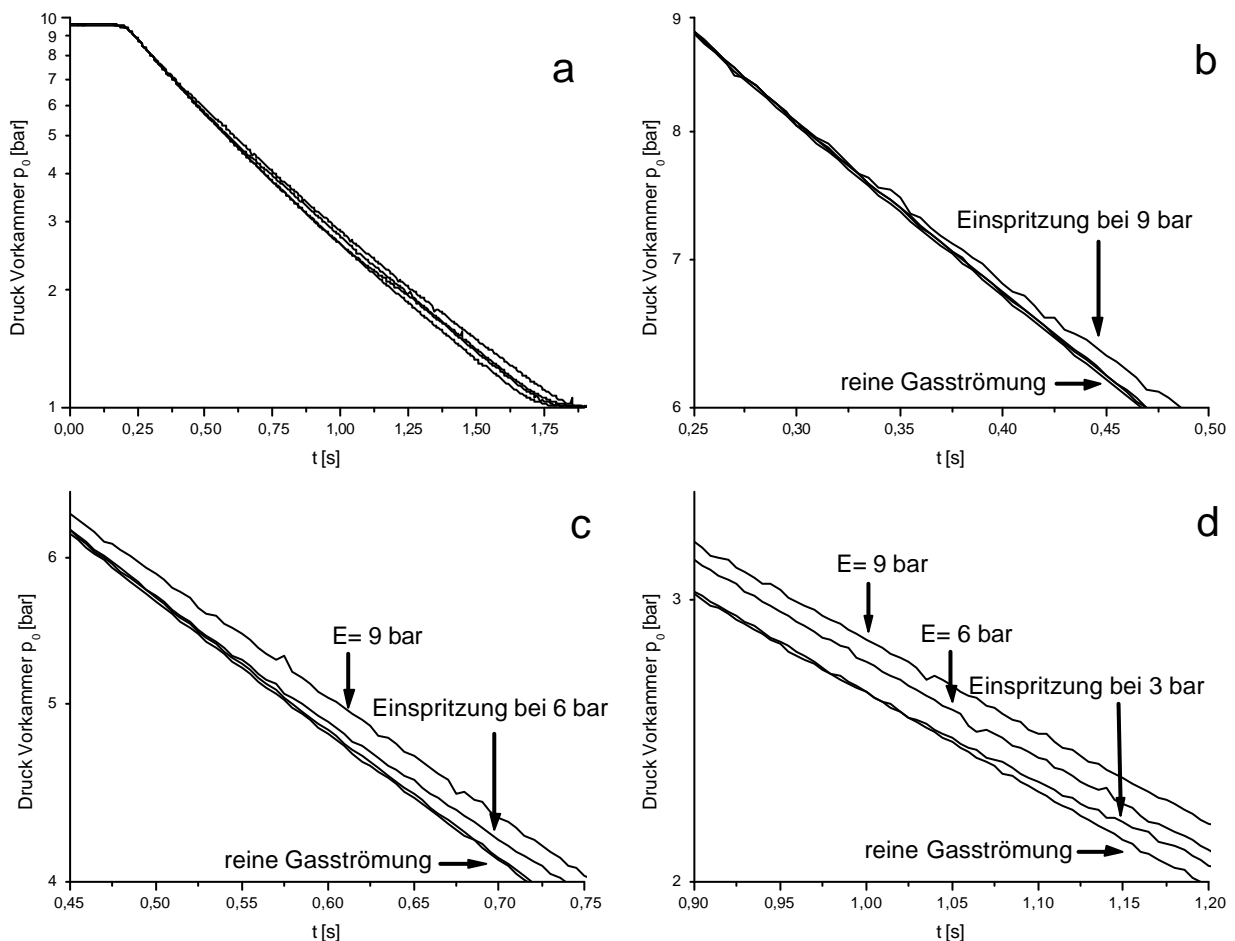 a
10
9
8
7
6
5
4
3
2
1
Druck Vorkammer p0 [bar]
0,00 0,25 0,50 0,75 1,00 1,25 1,50 1,75
t [s]
b
9
8
7
6
Druck Vorkammer p0 [bar]
Einspritzung bei 9 bar
reine Gasströmung
0,25 0,30 0,35 0,40 0,45 0,50
t [s]
c
6
5
4
Druck Vorkammer p0 [bar]
E= 9 bar
Einspritzung bei 6 bar
reine Gasströmung
0,45 0,50 0,55 0,60 0,65 0,70 0,75
t [s]
d
3
2
Druck Vorkammer p0 [bar]
E= 9 bar
E= 6 bar
Einspritzung bei 3 bar
reine Gasströmung
0,90 0,95 1,00 1,05 1,10 1,15 1,20
t [s]